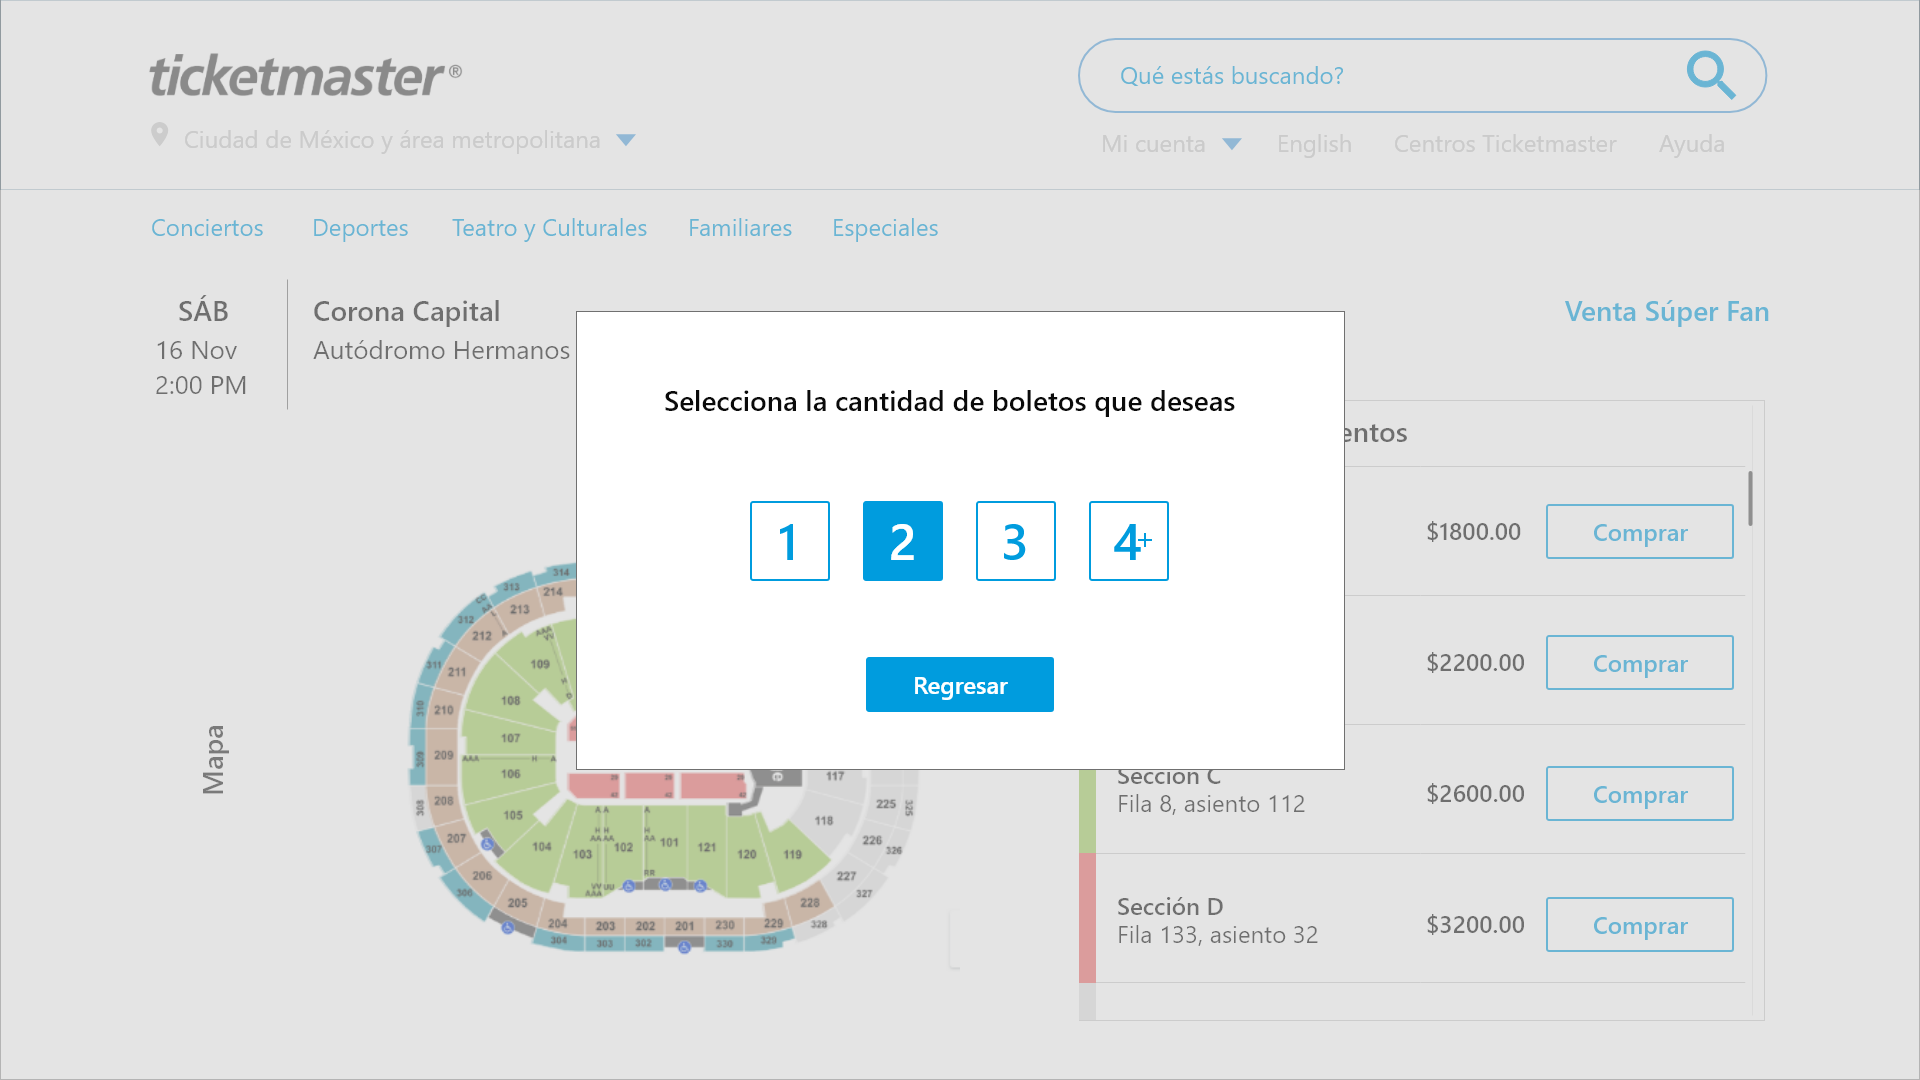 ticketmaster®
Qué estás buscando?
Ciudad de México y área metropolitana
Mi cuenta English Centros Ticketmaster Ayuda
Conciertos Deportes Teatro y Culturales Familiares Especiales
SÁB
16 Nov
2:00 PM
Corona Capital
Autódromo Hermanos
Venta Súper Fan
Selecciona la cantidad de boletos que deseas
1 2 3 4+
Regresar
entos
$1800.00 Comprar
$2200.00 Comprar
Sección C
Fila 8, asiento 112
$2600.00 Comprar
Sección D
Fila 133, asiento 32
$3200.00 Comprar
Mapa
314
313
214
213
312
212
109
311
211
108
310
210
107
309
209
106
308
208
105
307
207
104
103
102
101
121
120
119
118
117
306
206
205
204
203
202
201
230
229
228
227
226
225
304
303
302
330
329
328
327
326
325